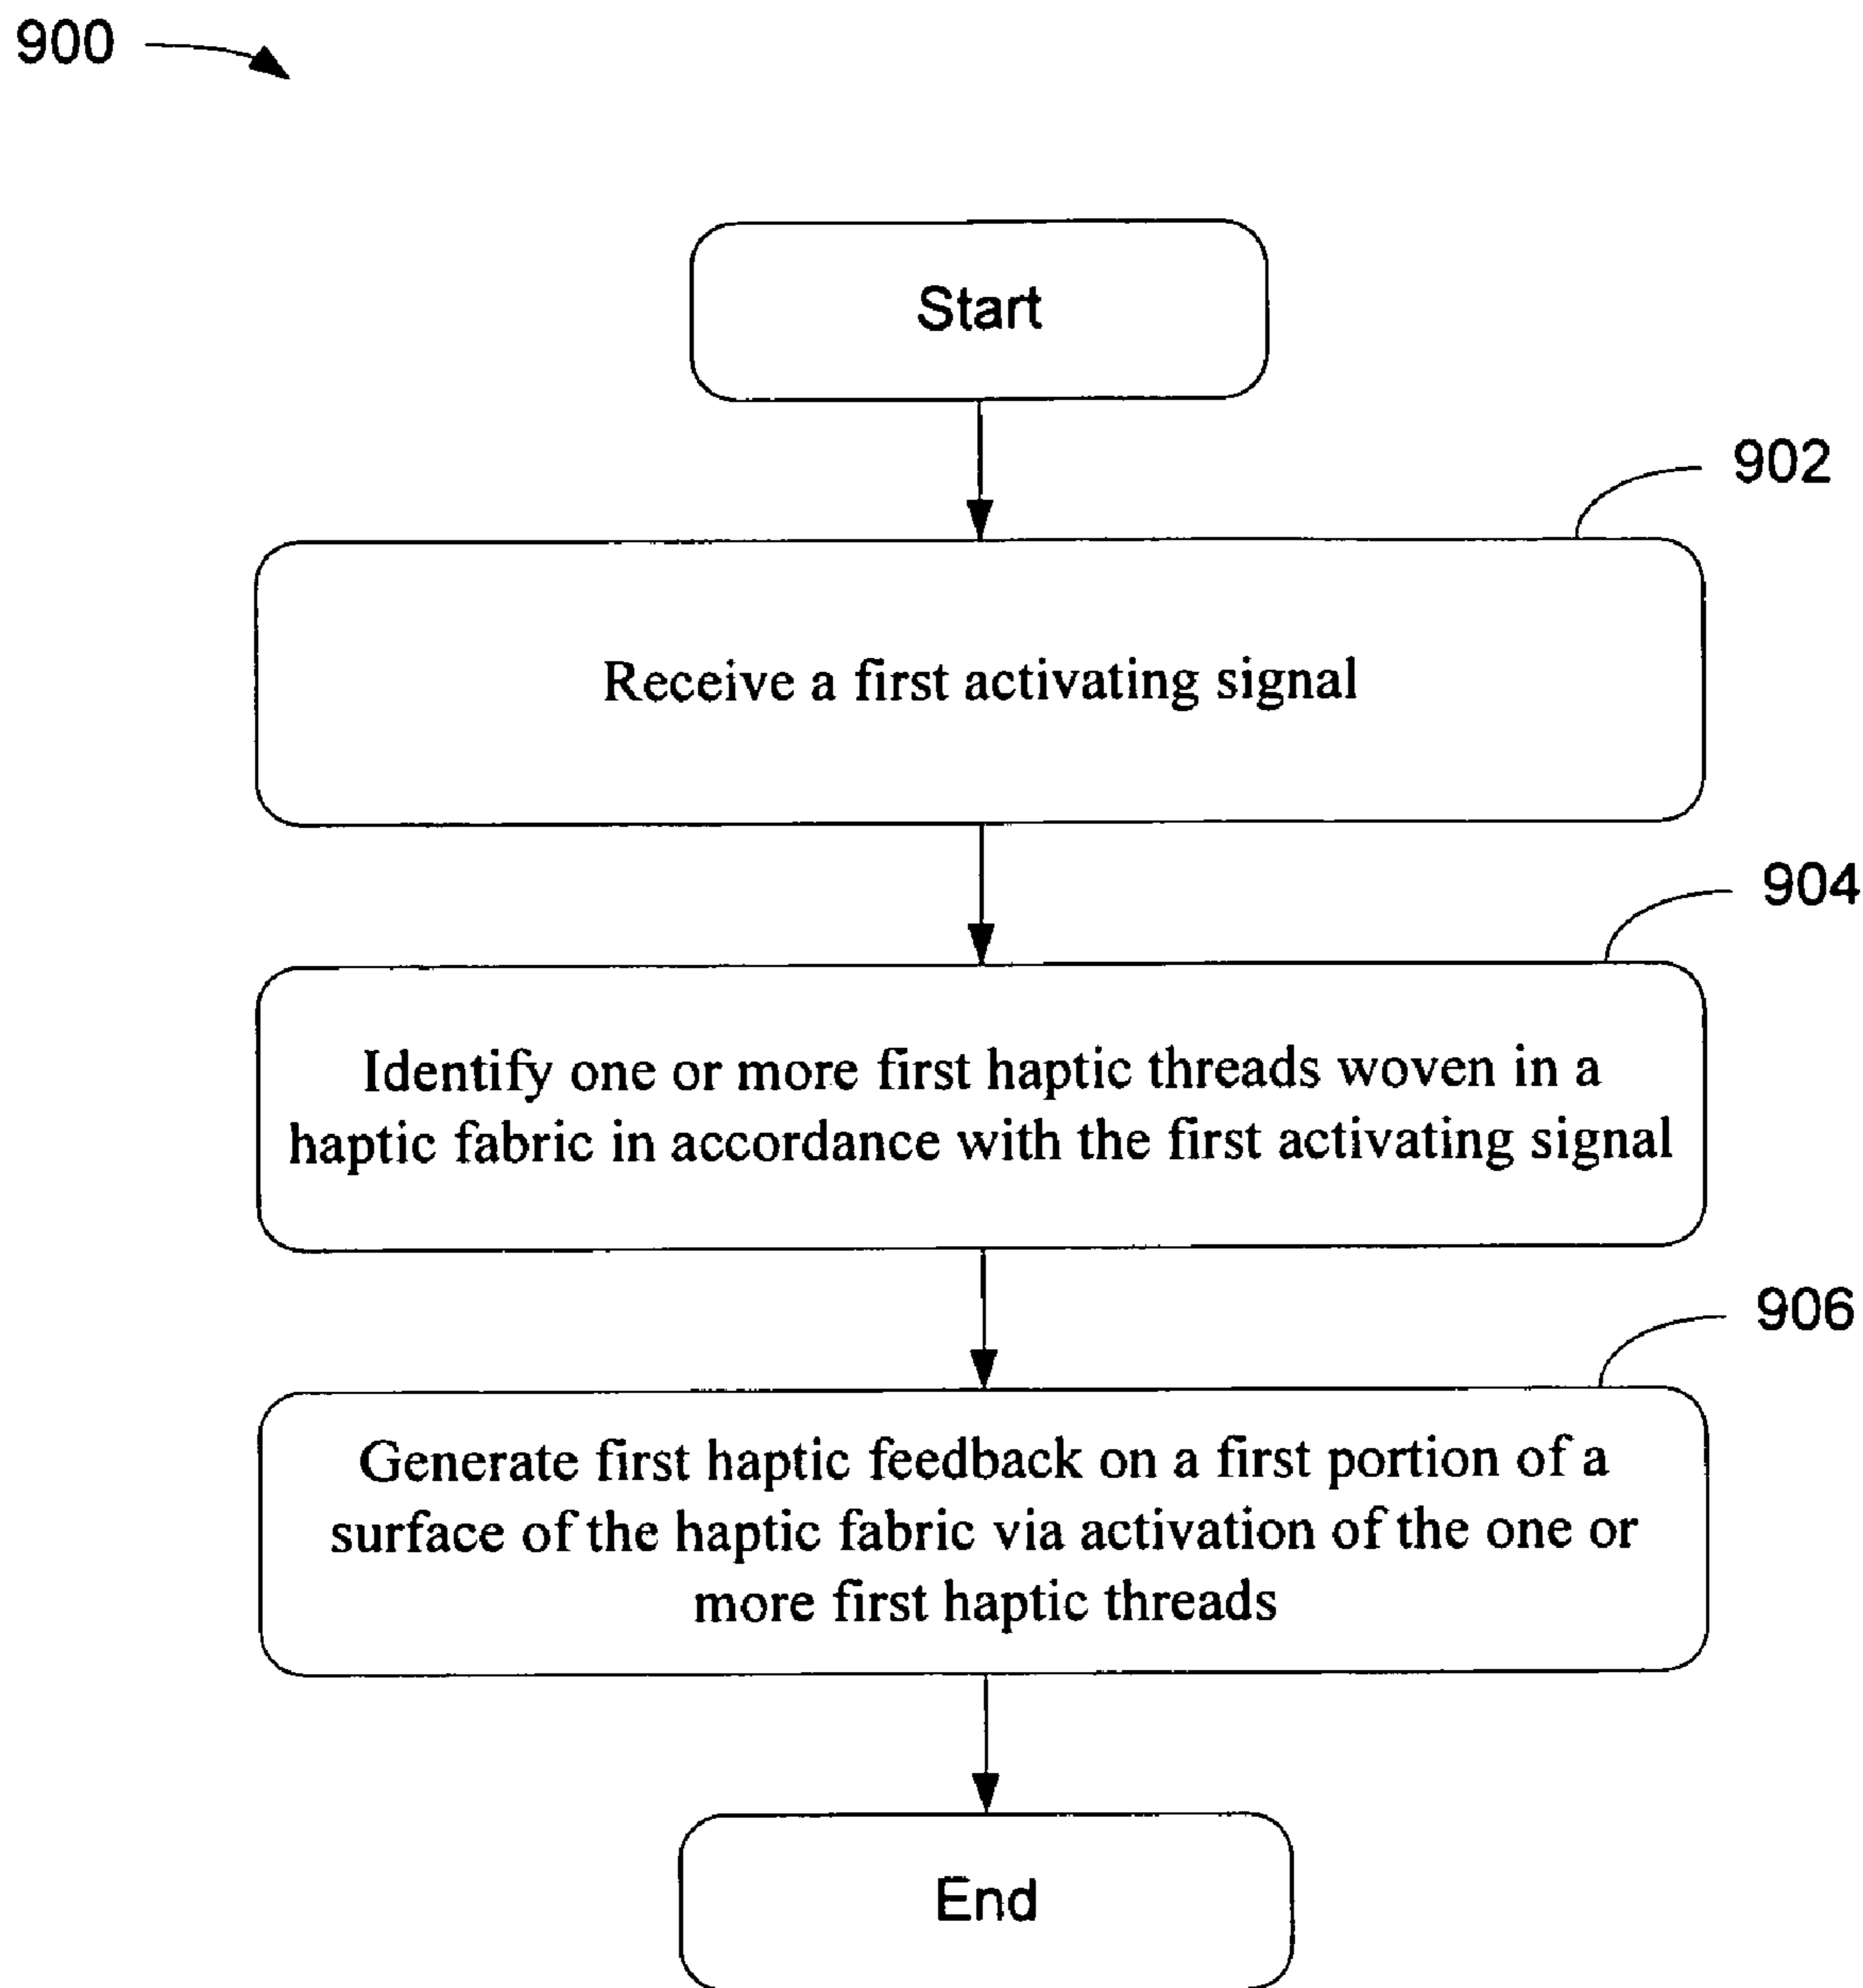 900
Start
902
Receive a first activating signal
904
Identify one or more first haptic threads woven in a
haptic fabric in accordance with the first activating signal
906
Generate first haptic feedback on a first portion of a
surface of the haptic fabric via activation of the one or
more first haptic threads
End